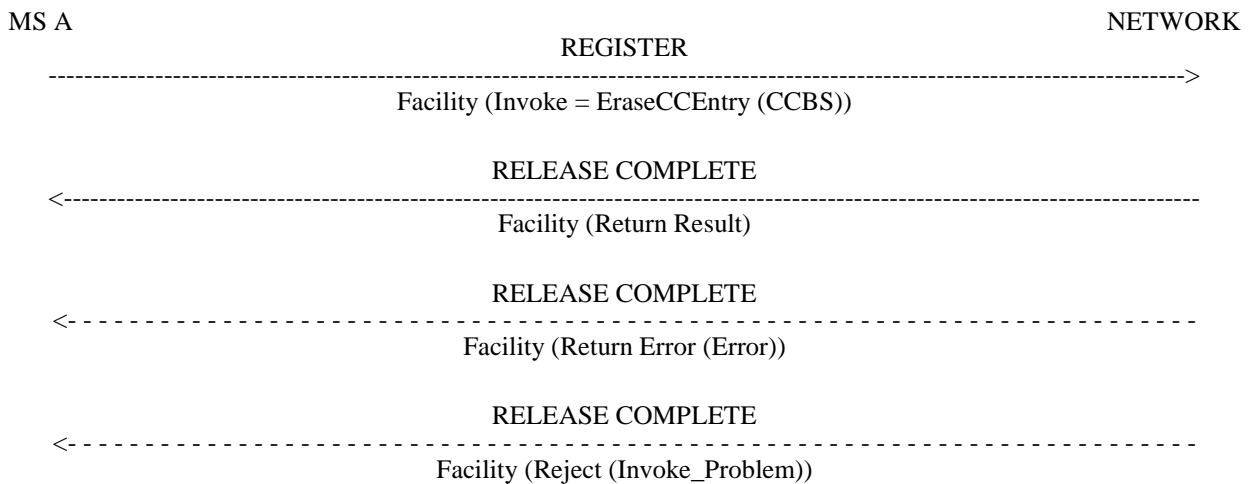 MS A NETWORK
REGISTER
Facility (Invoke = EraseCCEntry (CCBS))
RELEASE COMPLETE
Facility (Return Result)
RELEASE COMPLETE
Facility (Return Error (Error))
RELEASE COMPLETE
Facility (Reject (Invoke_Problem))